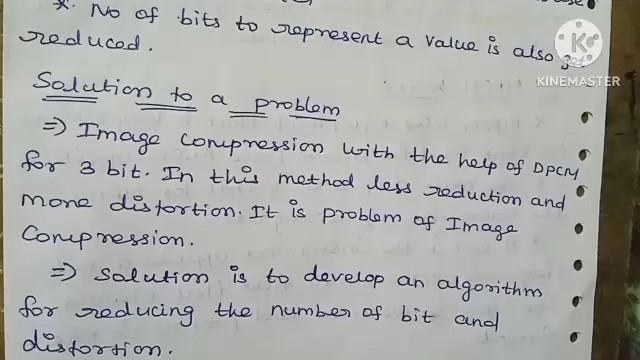 *. No of bits to represent a value is also
reduced.
Solution to a problem
⇒ Image compression with the help of DPCM
for 3 bit. In this method less reduction and
more distortion. It is problem of Image
Compression.
⇒ Solution is to develop an algorithm
for reducing the number of bit and
distortion.
KINEMASTER